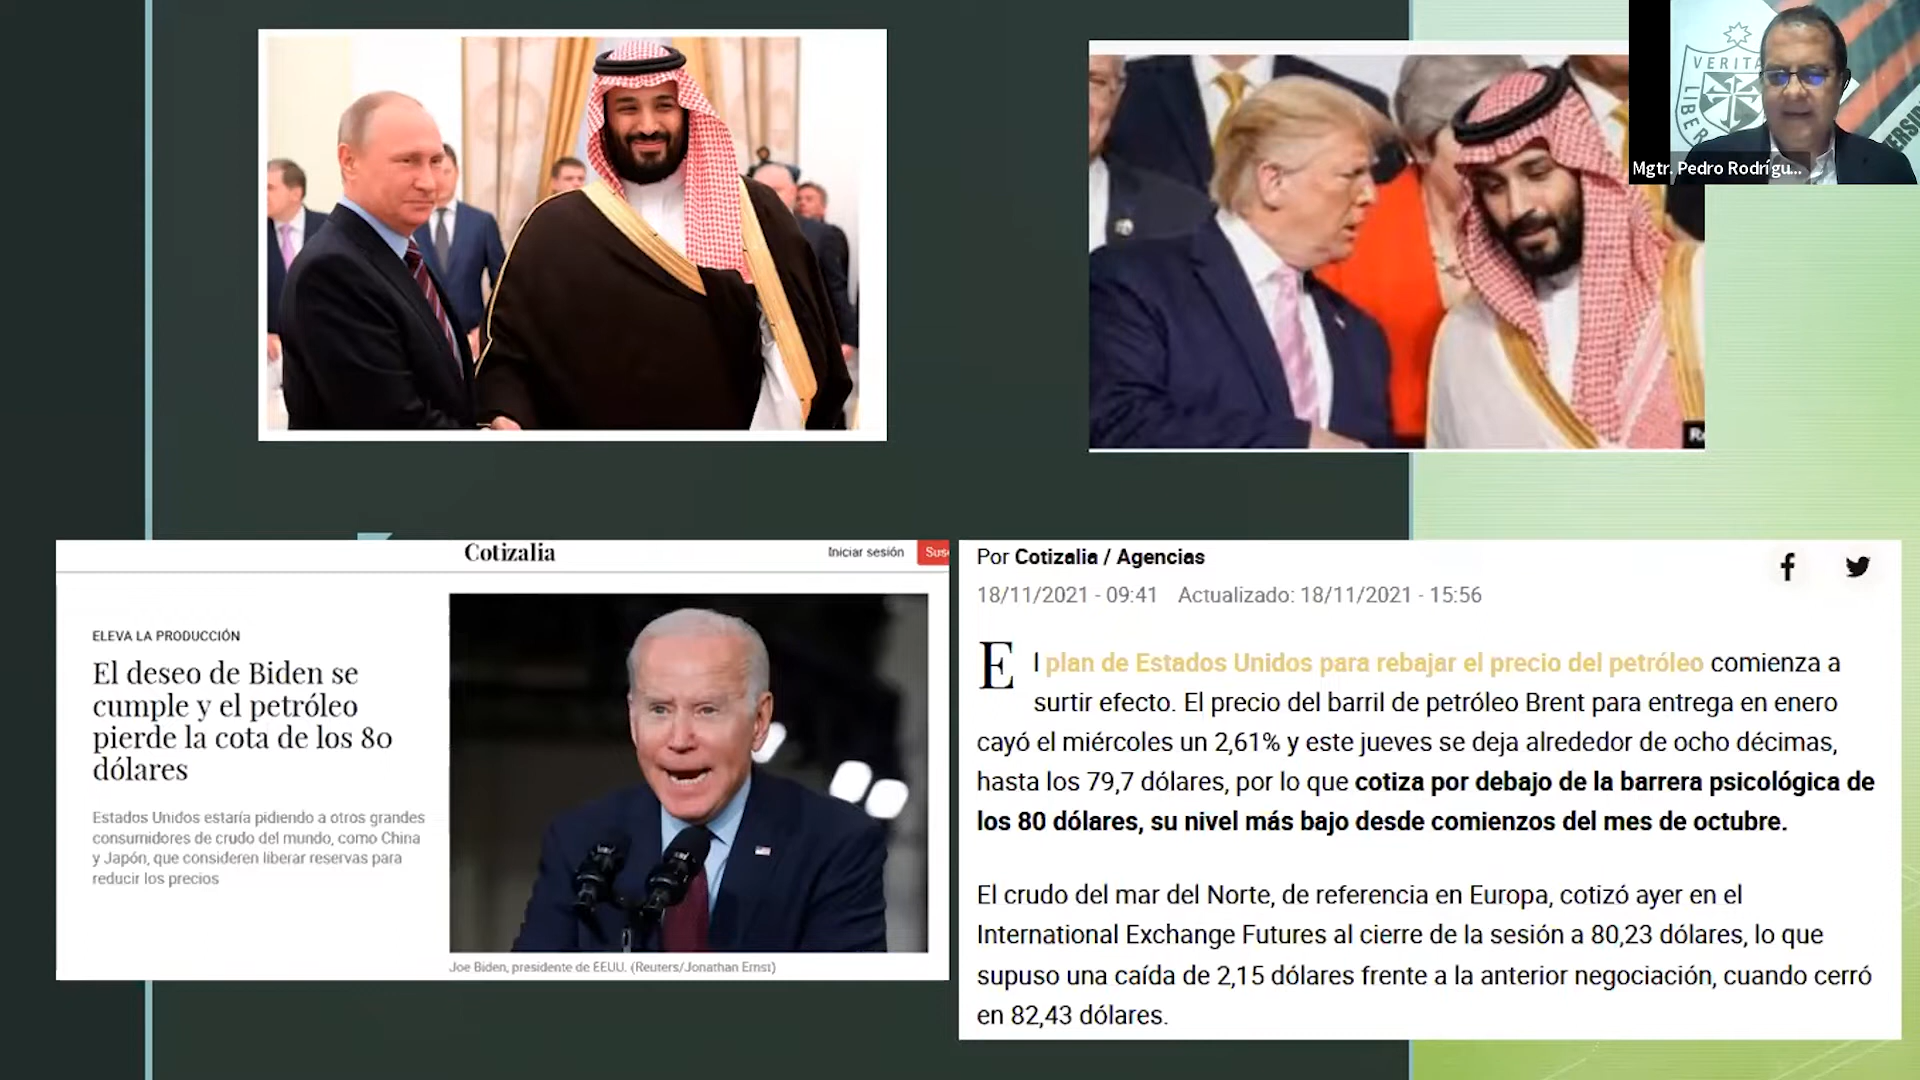 VERITA
LIBER
ERSID
Mgtr. Pedro Rodrígu...
Cotizalia
Iniciar sesión
Sus
ELEVA LA PRODUCCIÓN
El deseo de Biden se
cumple y el petróleo
pierde la cota de los 80
dólares
Estados Unidos estaría pidiendo a otros grandes
consumidores de crudo del mundo, como China
y Japón, que consideren liberar reservas para
reducir los precios
Joe Biden, presidente de EEUU. (Reuters/Jonathan Ernst)
Por Cotizalia / Agencias
18/11/2021 - 09:41 Actualizado: 18/11/2021 - 15:56
El plan de Estados Unidos para rebajar el precio del petróleo comienza a
surtir efecto. El precio del barril de petróleo Brent para entrega en enero
cayó el miércoles un 2,61% y este jueves se deja alrededor de ocho décimas,
hasta los 79,7 dólares, por lo que cotiza por debajo de la barrera psicológica de
los 80 dólares, su nivel más bajo desde comienzos del mes de octubre.
El crudo del mar del Norte, de referencia en Europa, cotizó ayer en el
International Exchange Futures al cierre de la sesión a 80,23 dólares, lo que
supuso una caída de 2,15 dólares frente a la anterior negociación, cuando cerró
en 82,43 dólares.